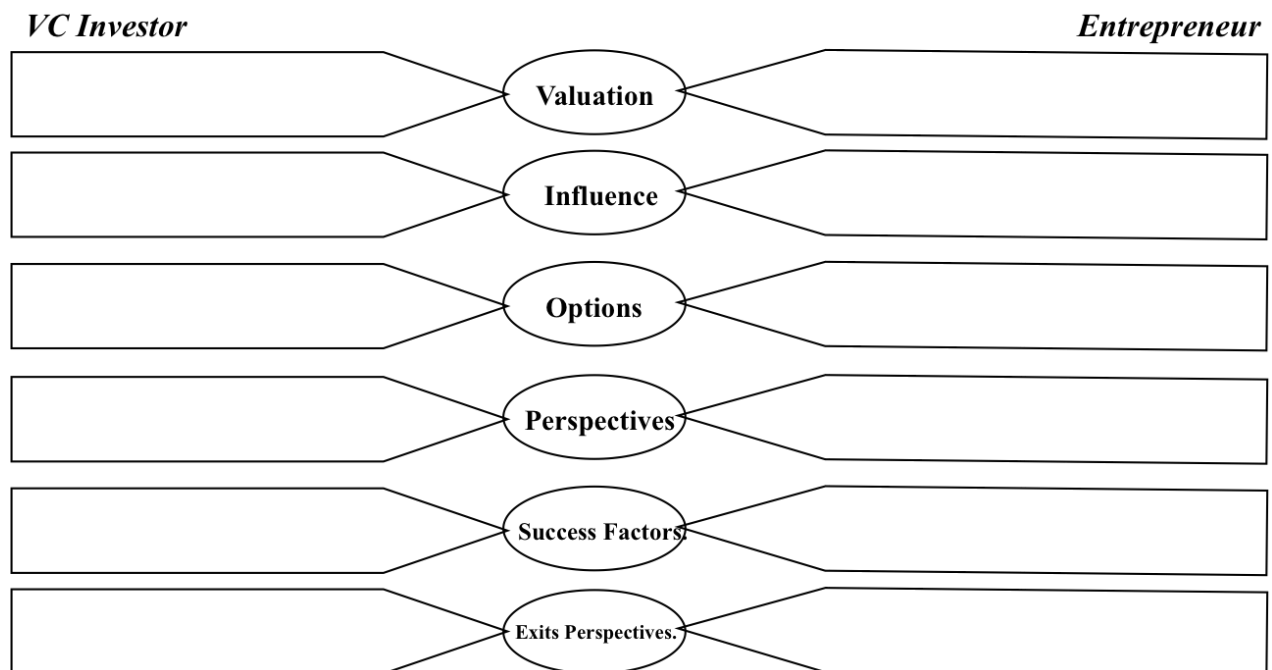 VC Investor
Entrepreneur
Valuation
Influence
Options
Perspectives
Success Factors.
Exits Perspectives.